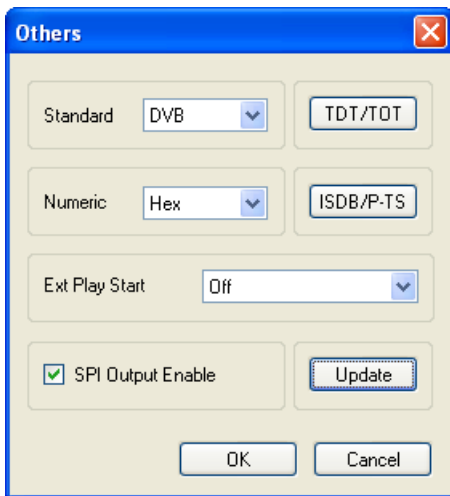 Others
Standard DVB TDT/TOT
Numeric Hex ISDB/P-TS
Ext Play Start Off
SPI Output Enable Update
OK Cancel